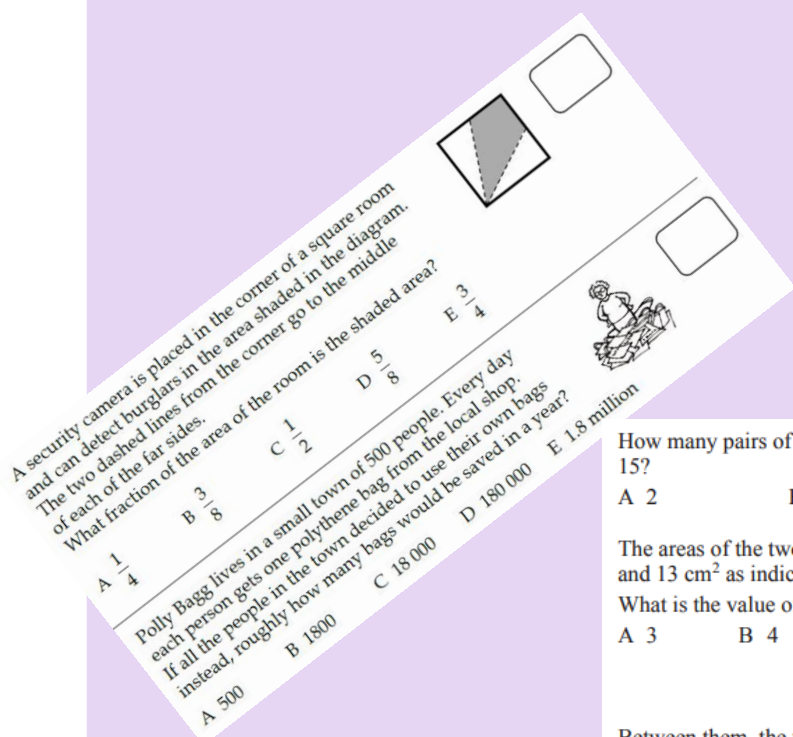 A security camera is placed in the corner of a square room
and can detect burglars in the area shaded in the diagram.
The two dashed lines from the corner go to the middle
of each of the far sides.
What fraction of the area of the room is the shaded area?
A 1/4 B 3/8 C 1/2 D 5/8 E 3/4
Polly Bagg lives in a small town of 500 people. Every day
each person gets one polythene bag from the local shop.
If all the people in the town decided to use their own bags
instead, roughly how many bags would be saved in a year?
A 500 B 1800 C 18 000 D 180 000 E 1.8 million
How many pairs of
15?
A 2
The areas of the
and 13 cm² as
What is the value
A 3 B 4